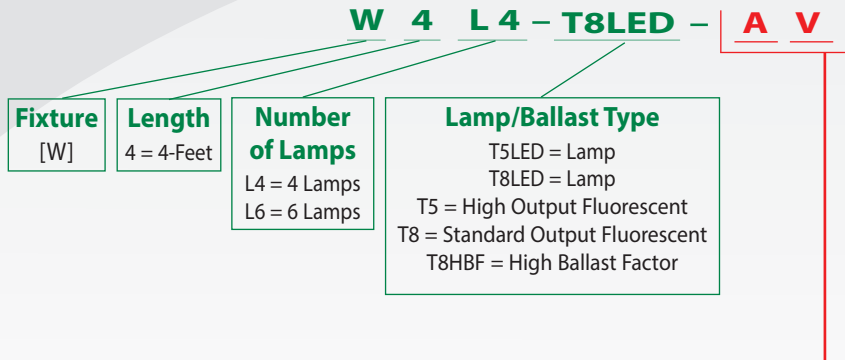 W 4 L 4 – T8LED – A V
Fixture
[W]
Length
4 = 4-Feet
Number
of Lamps
L4 = 4 Lamps
L6 = 6 Lamps
Lamp/Ballast Type
T5LED = Lamp
T8LED = Lamp
T5 = High Output Fluorescent
T8 = Standard Output Fluorescent
T8HBF = High Ballast Factor